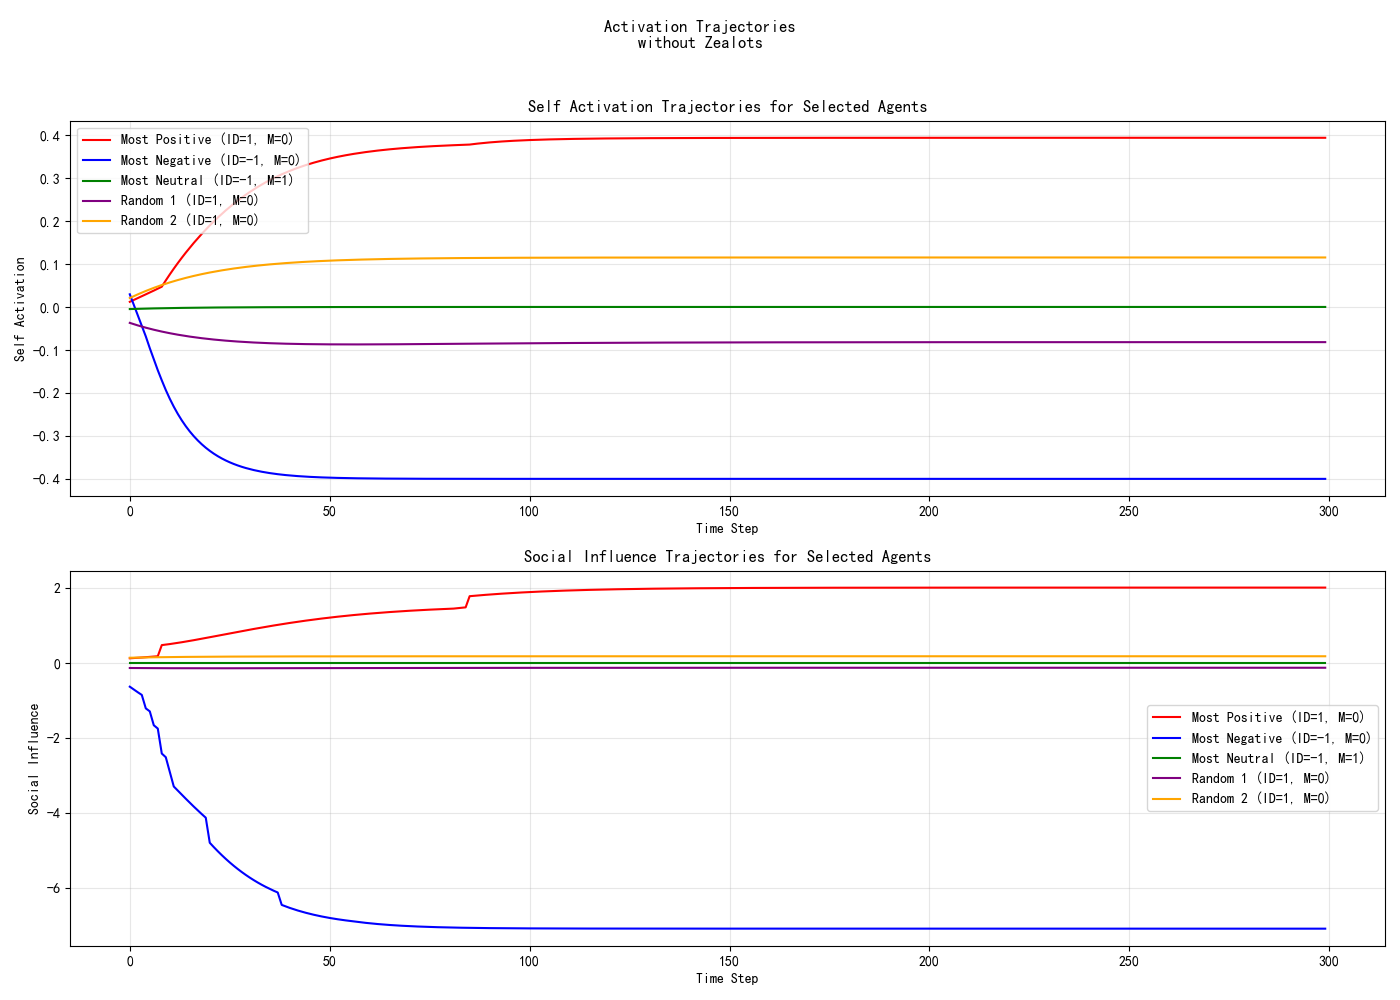 Activation Trajectories
without Zealots
Self Activation Trajectories for Selected Agents
Self Activation
0.4
0.3
0.2
0.1
0.0
−0.1
−0.2
−0.3
−0.4
Most Positive (ID=1, M=0)
Most Negative (ID=-1, M=0)
Most Neutral (ID=-1, M=1)
Random 1 (ID=1, M=0)
Random 2 (ID=1, M=0)
0 50 100 150 200 250 300
Time Step
Social Influence Trajectories for Selected Agents
Social Influence
2
0
−2
−4
−6
Most Positive (ID=1, M=0)
Most Negative (ID=-1, M=0)
Most Neutral (ID=-1, M=1)
Random 1 (ID=1, M=0)
Random 2 (ID=1, M=0)
0 50 100 150 200 250 300
Time Step